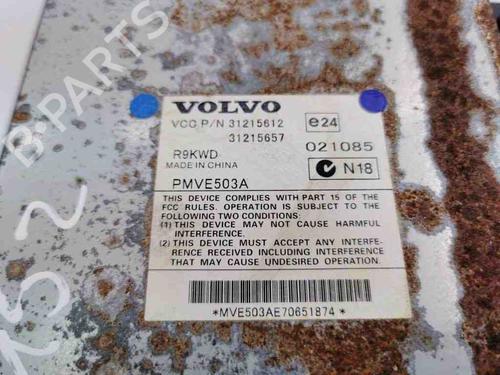 VOLVO
VCC P/N 31215612
31215657
e24
021085
R9KWD
MADE IN CHINA
N18
PMVE503A
THIS DEVICE COMPLIES WITH PART 15 OF THE
FCC RULES. OPERATION IS SUBJECT TO THE
FOLLOWING TWO CONDITIONS:
(1) THIS DEVICE MAY NOT CAUSE HARMFUL
INTERFERENCE, AND
(2) THIS DEVICE MUST ACCEPT ANY INTERFE-
RENCE RECEIVED INCLUDING INTERFERENCE
THAT MAY CAUSE UNDESIRED OPERATION.
*MVE503AE70651874*
B PARTS